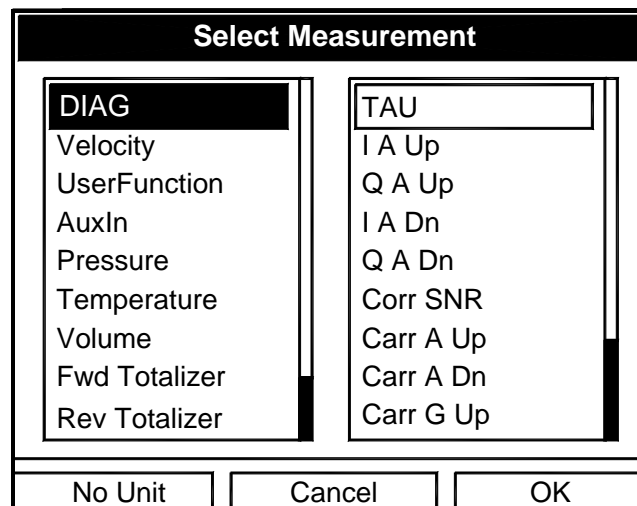 Select Measurement
DIAG
Velocity
UserFunction
AuxIn
Pressure
Temperature
Volume
Fwd Totalizer
Rev Totalizer
TAU
I A Up
Q A Up
I A Dn
Q A Dn
Corr SNR
Carr A Up
Carr A Dn
Carr G Up
No Unit
Cancel
OK